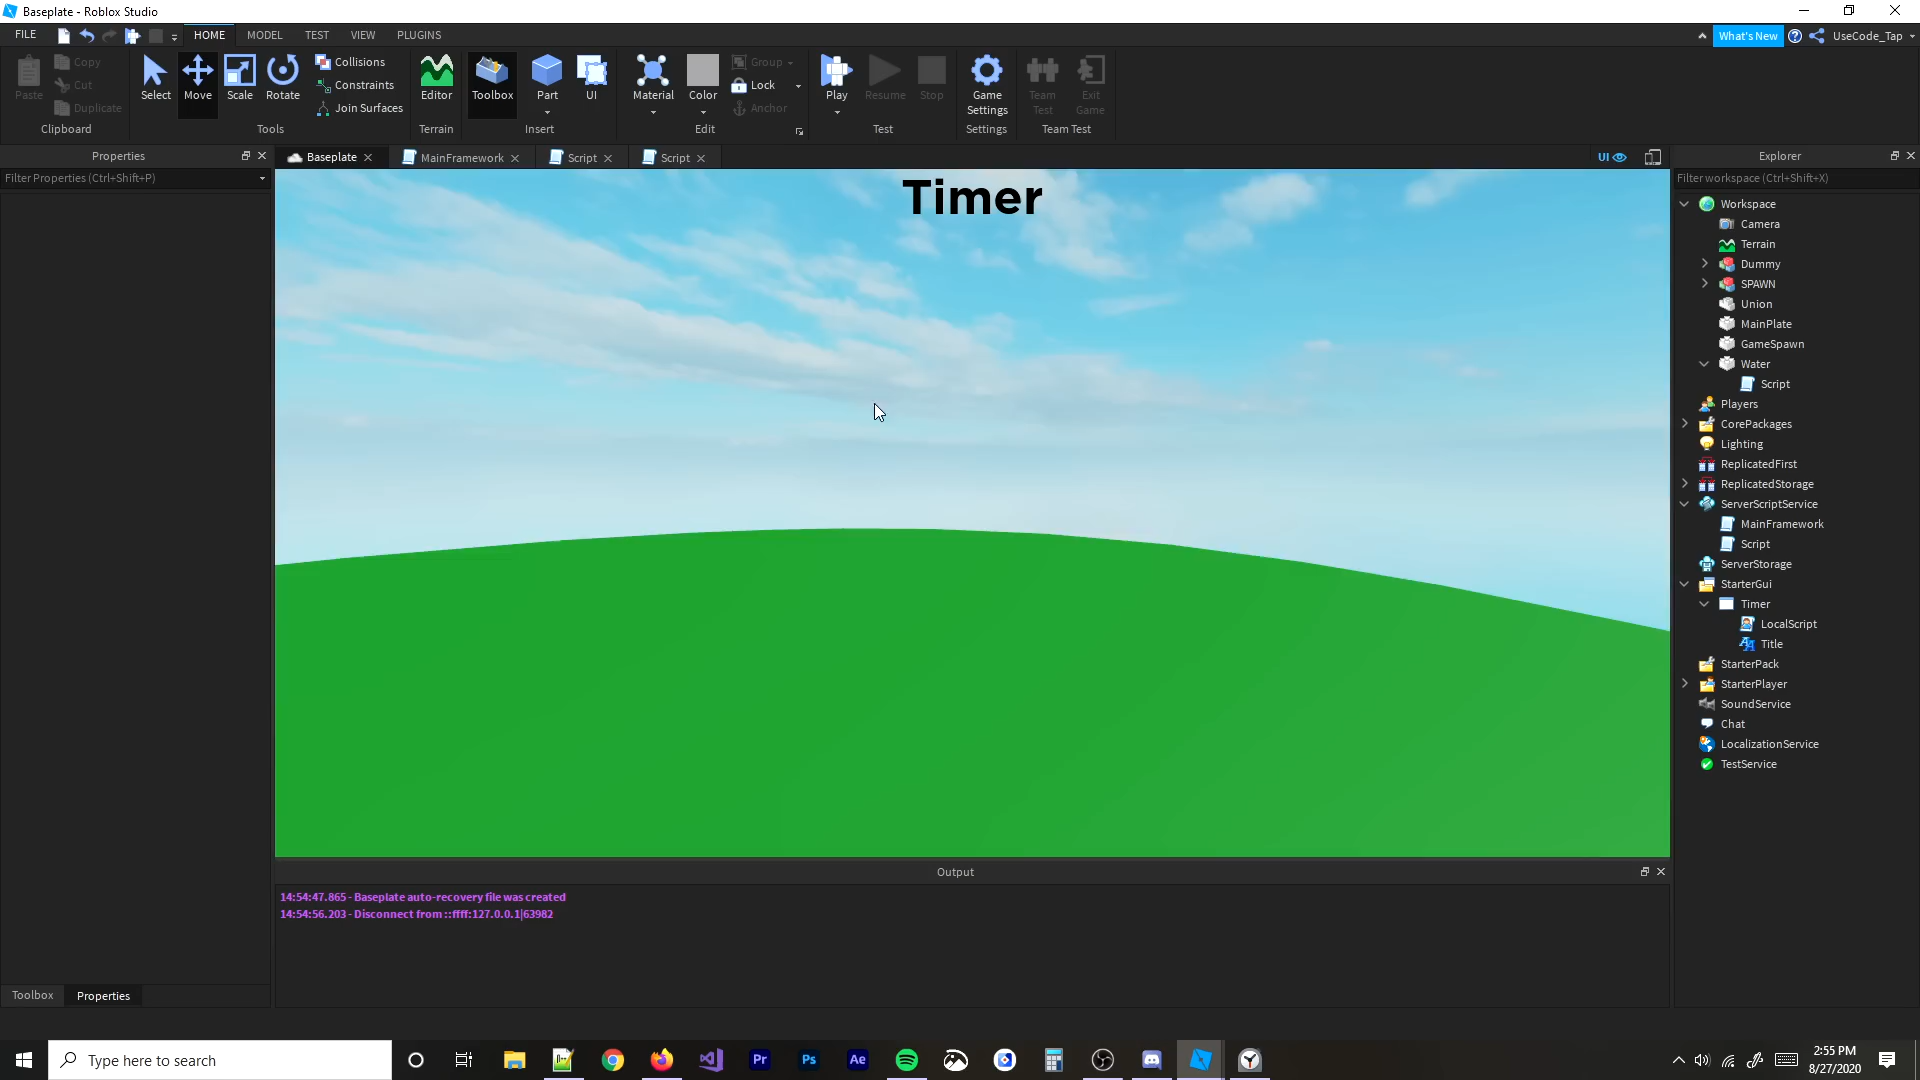 Baseplate - Roblox Studio
FILE
HOME
MODEL
TEST
VIEW
PLUGINS
What's New
UseCode_Tap
Paste
Copy
Cut
Duplicate
Clipboard
Select
Move
Scale
Rotate
Collisions
Constraints
Join Surfaces
Tools
Editor
Terrain
Toolbox
Part
UI
Insert
Material
Color
Group
Lock
Anchor
Edit
Play
Resume
Stop
Test
Game
Settings
Settings
Team
Test
Exit
Game
Team Test
Properties
Filter Properties (Ctrl+Shift+P)
Baseplate
MainFramework
Script
Script
UI
Timer
Explorer
Filter workspace (Ctrl+Shift+X)
Workspace
Camera
Terrain
Dummy
SPAWN
Union
MainPlate
GameSpawn
Water
Script
Players
CorePackages
Lighting
ReplicatedFirst
ReplicatedStorage
ServerScriptService
MainFramework
Script
ServerStorage
StarterGui
Timer
LocalScript
Title
StarterPack
StarterPlayer
SoundService
Chat
LocalizationService
TestService
Output
14:54:47.865 - Baseplate auto-recovery file was created
14:54:56.203 - Disconnect from ::ffff:127.0.0.1|63982
Toolbox
Properties
Type here to search
Pr
Ps
Ae
2:55 PM
8/27/2020